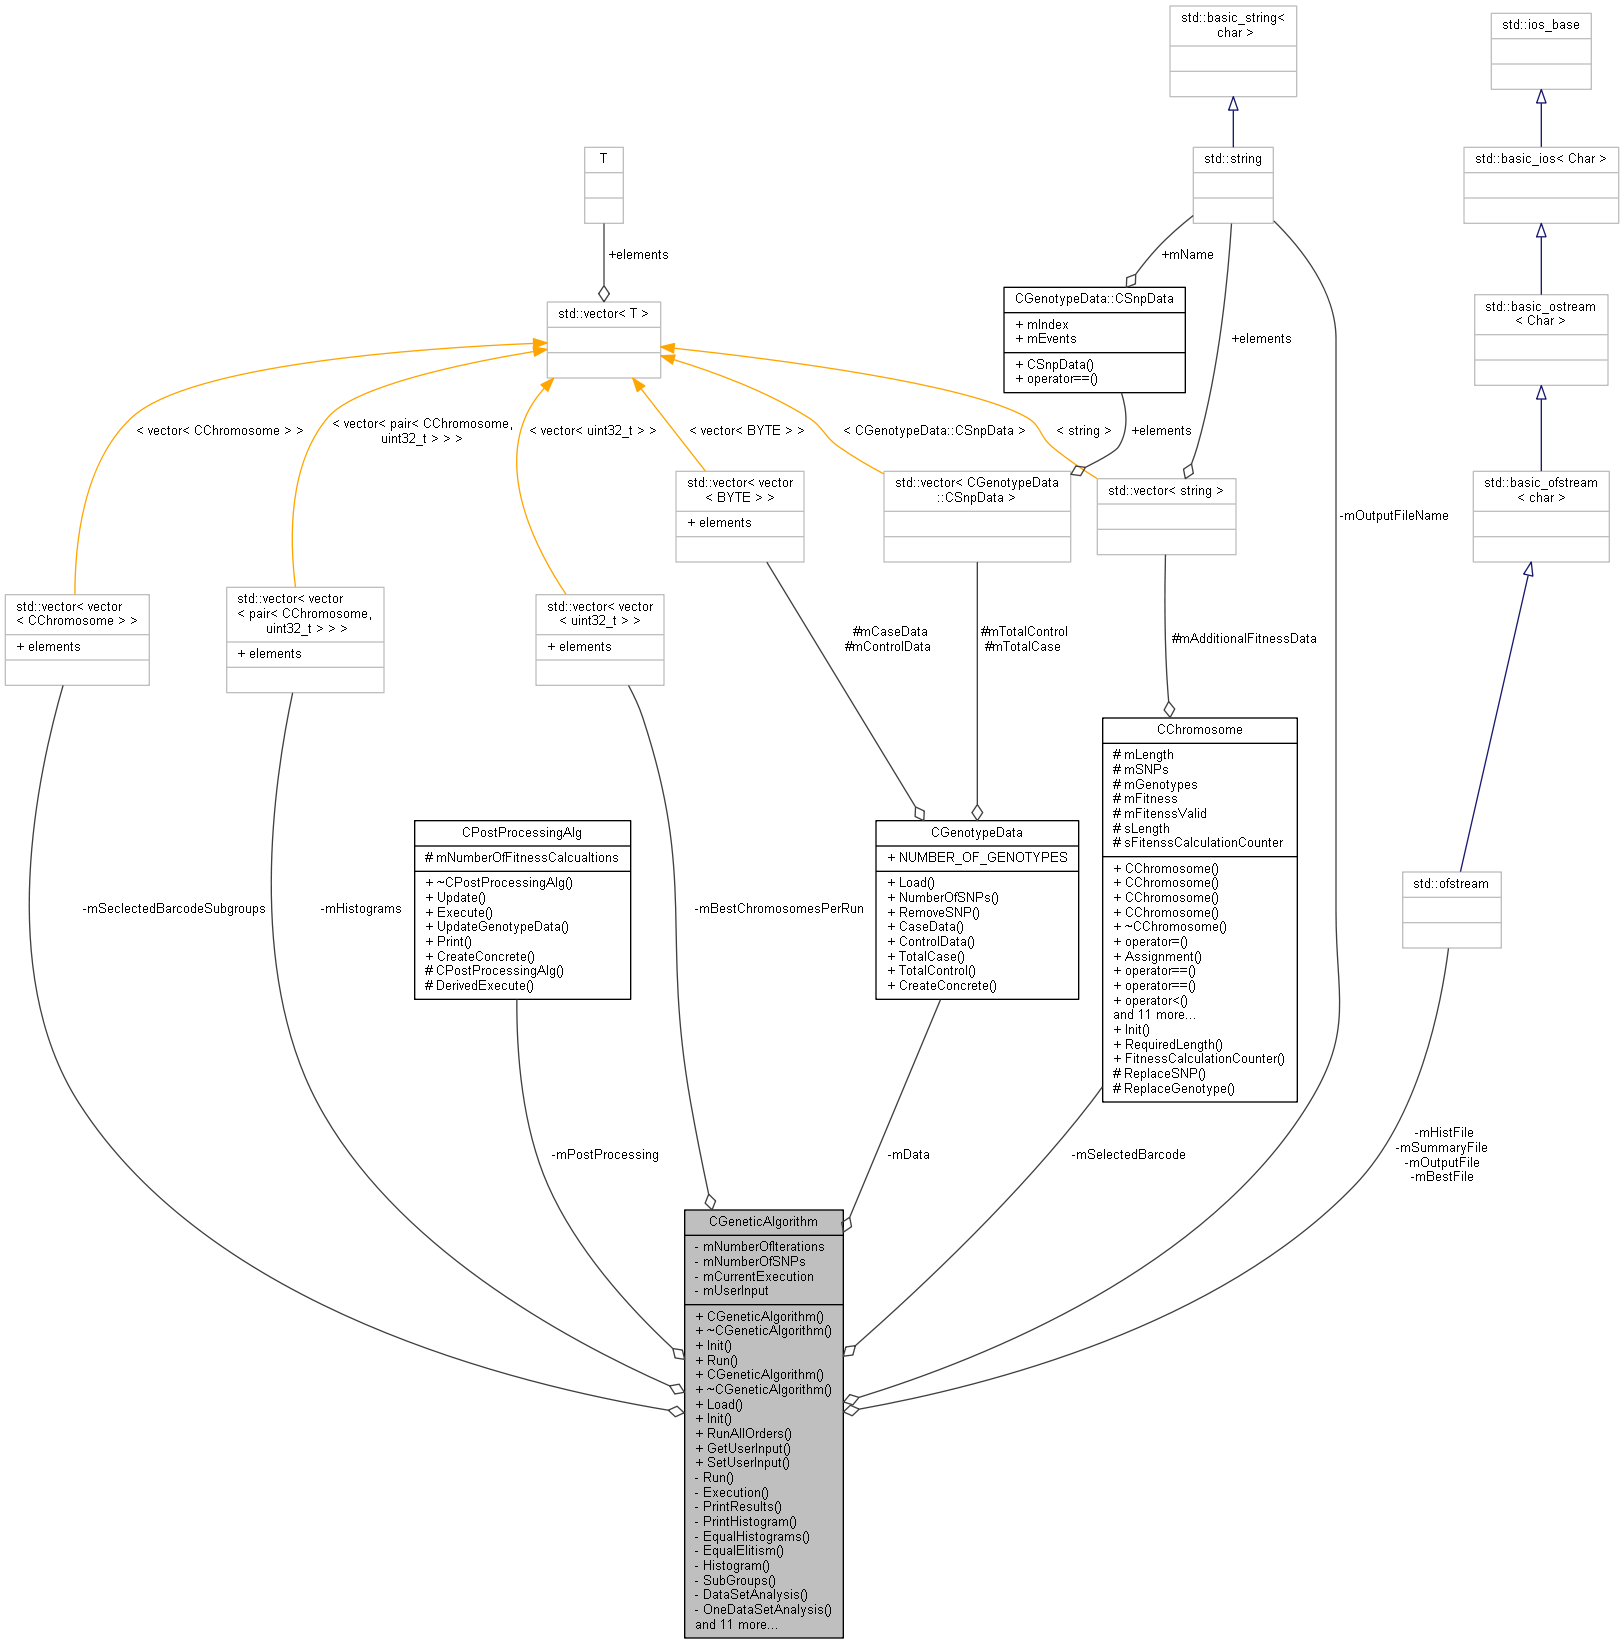 std::basic_string<
char >
std::ios_base
T
std::string
std::basic_ios< Char >
+elements
+mName
std::vector< T >
CGenotypeData::CSnpData
+ mIndex
+ mEvents
+ CSnpData()
+ operator==()
+elements
std::basic_ostream
< Char >
< vector< CChromosome > >
< vector< pair< CChromosome,
uint32_t > > >
< vector< uint32_t > >
< vector< BYTE > >
< CGenotypeData::CSnpData >
< string >
+elements
std::vector< vector
< BYTE > >
+ elements
std::vector< CGenotypeData
::CSnpData >
std::vector< string >
-mOutputFileName
std::basic_ofstream
< char >
std::vector< vector
< CChromosome > >
+ elements
std::vector< vector
< pair< CChromosome,
uint32_t > > >
+ elements
std::vector< vector
< uint32_t > >
+ elements
#mCaseData
#mControlData
#mTotalControl
#mTotalCase
#mAdditionalFitnessData
-mSeclectedBarcodeSubgroups
-mHistograms
CPostProcessingAlg
# mNumberOfFitnessCalcualtions
+ ~CPostProcessingAlg()
+ Update()
+ Execute()
+ UpdateGenotypeData()
+ Print()
+ CreateConcrete()
# CPostProcessingAlg()
# DerivedExecute()
-mBestChromosomesPerRun
CGenotypeData
+ NUMBER_OF_GENOTYPES
+ Load()
+ NumberOfSNPs()
+ RemoveSNP()
+ CaseData()
+ ControlData()
+ TotalCase()
+ TotalControl()
+ CreateConcrete()
CChromosome
# mLength
# mSNPs
# mGenotypes
# mFitness
# mFitenssValid
# sLength
# sFitenssCalculationCounter
+ CChromosome()
+ CChromosome()
+ CChromosome()
+ CChromosome()
+ ~CChromosome()
+ operator=()
+ Assignment()
+ operator==()
+ operator==()
+ operator<()
and 11 more...
+ Init()
+ RequiredLength()
+ FitnessCalculationCounter()
# ReplaceSNP()
# ReplaceGenotype()
std::ofstream
-mPostProcessing
-mData
-mSelectedBarcode
-mHistFile
-mSummaryFile
-mOutputFile
-mBestFile
CGeneticAlgorithm
- mNumberOfIterations
- mNumberOfSNPs
- mCurrentExecution
- mUserInput
+ CGeneticAlgorithm()
+ ~CGeneticAlgorithm()
+ Init()
+ Run()
+ CGeneticAlgorithm()
+ ~CGeneticAlgorithm()
+ Load()
+ Init()
+ RunAllOrders()
+ GetUserInput()
+ SetUserInput()
- Run()
- Execution()
- PrintResults()
- PrintHistogram()
- EqualHistograms()
- EqualElitism()
- Histogram()
- SubGroups()
- DataSetAnalysis()
- OneDataSetAnalysis()
and 11 more...